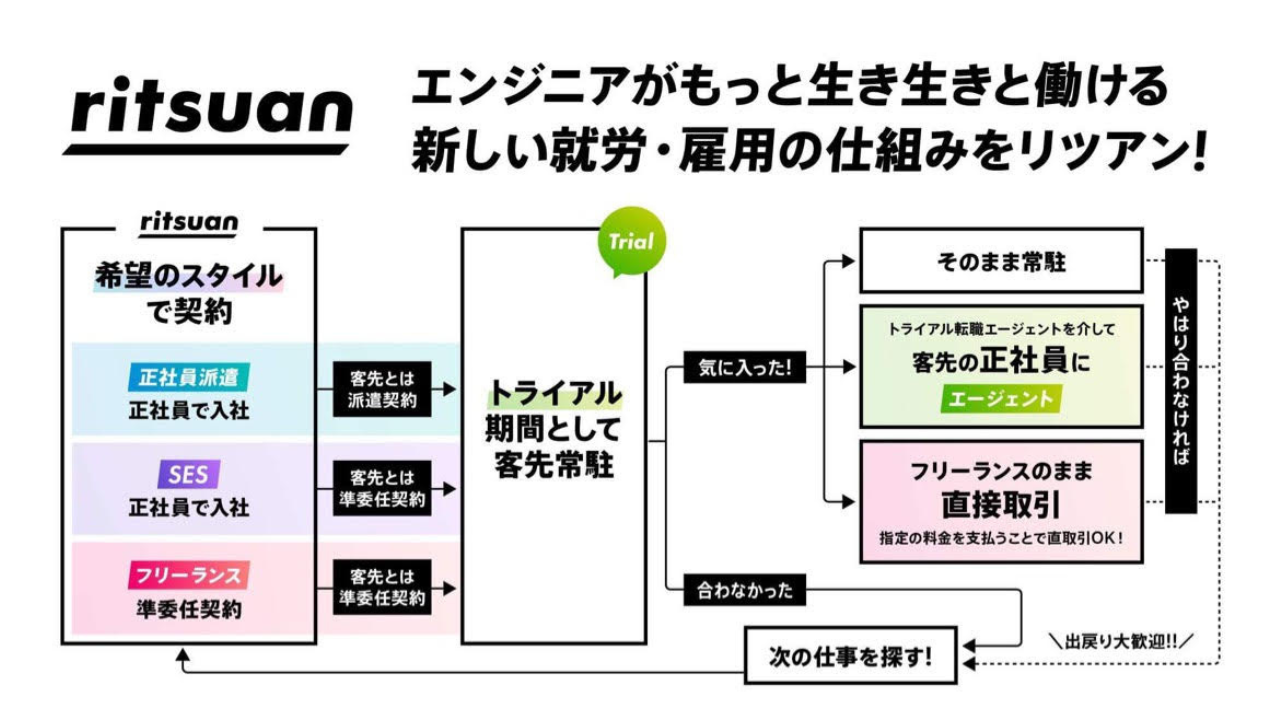 ritsuan
エンジニアがもっと生き生きと働ける
新しい就労・雇用の仕組みをリツアン!
ritsuan
希望のスタイル
で契約
正社員派遣
正社員で入社
SES
正社員で入社
フリーランス
準委任契約
客先とは
派遣契約
客先とは
準委任契約
客先とは
準委任契約
Trial
トライアル
期間として
客先常駐
気に入った!
合わなかった
そのまま常駐
トライアル転職エージェントを介して
客先の正社員に
エージェント
フリーランスのまま
直接取引
指定の料金を支払うことで直取引OK!
やはり合わなければ
次の仕事を探す!
\出戻り大歓迎!!/